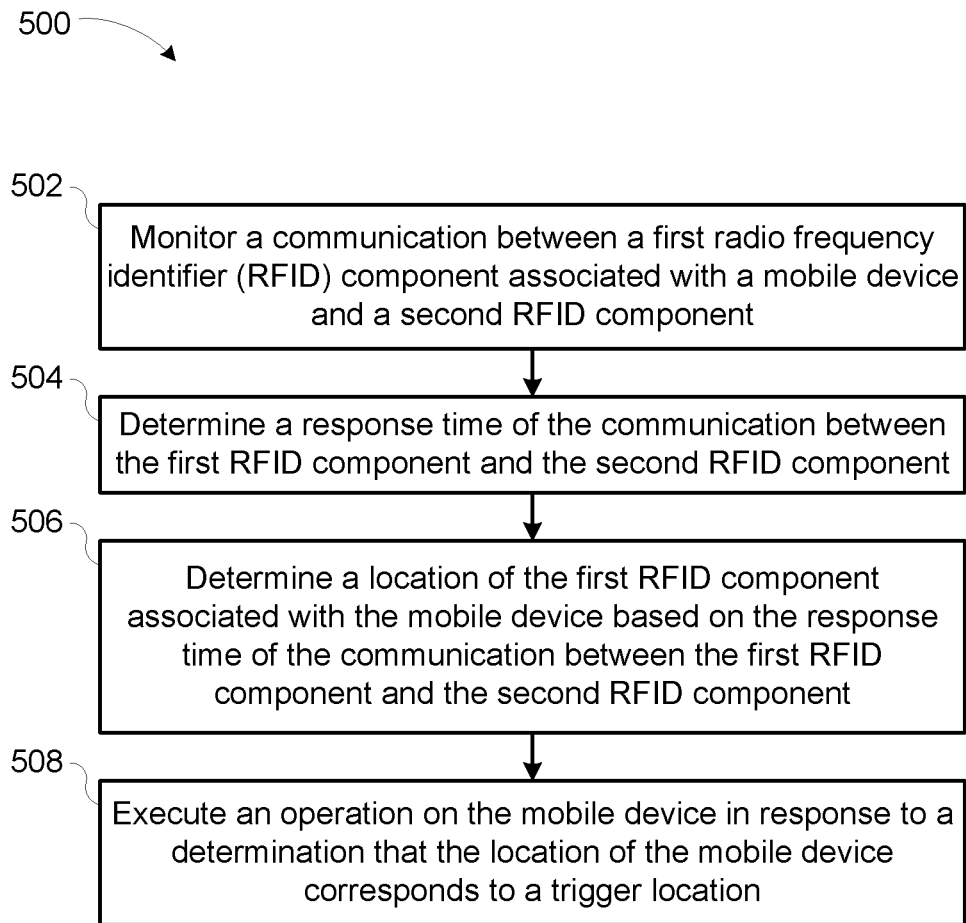 500
502
Monitor a communication between a first radio frequency
identifier (RFID) component associated with a mobile device
and a second RFID component
504
Determine a response time of the communication between
the first RFID component and the second RFID component
506
Determine a location of the first RFID component
associated with the mobile device based on the response
time of the communication between the first RFID
component and the second RFID component
508
Execute an operation on the mobile device in response to a
determination that the location of the mobile device
corresponds to a trigger location